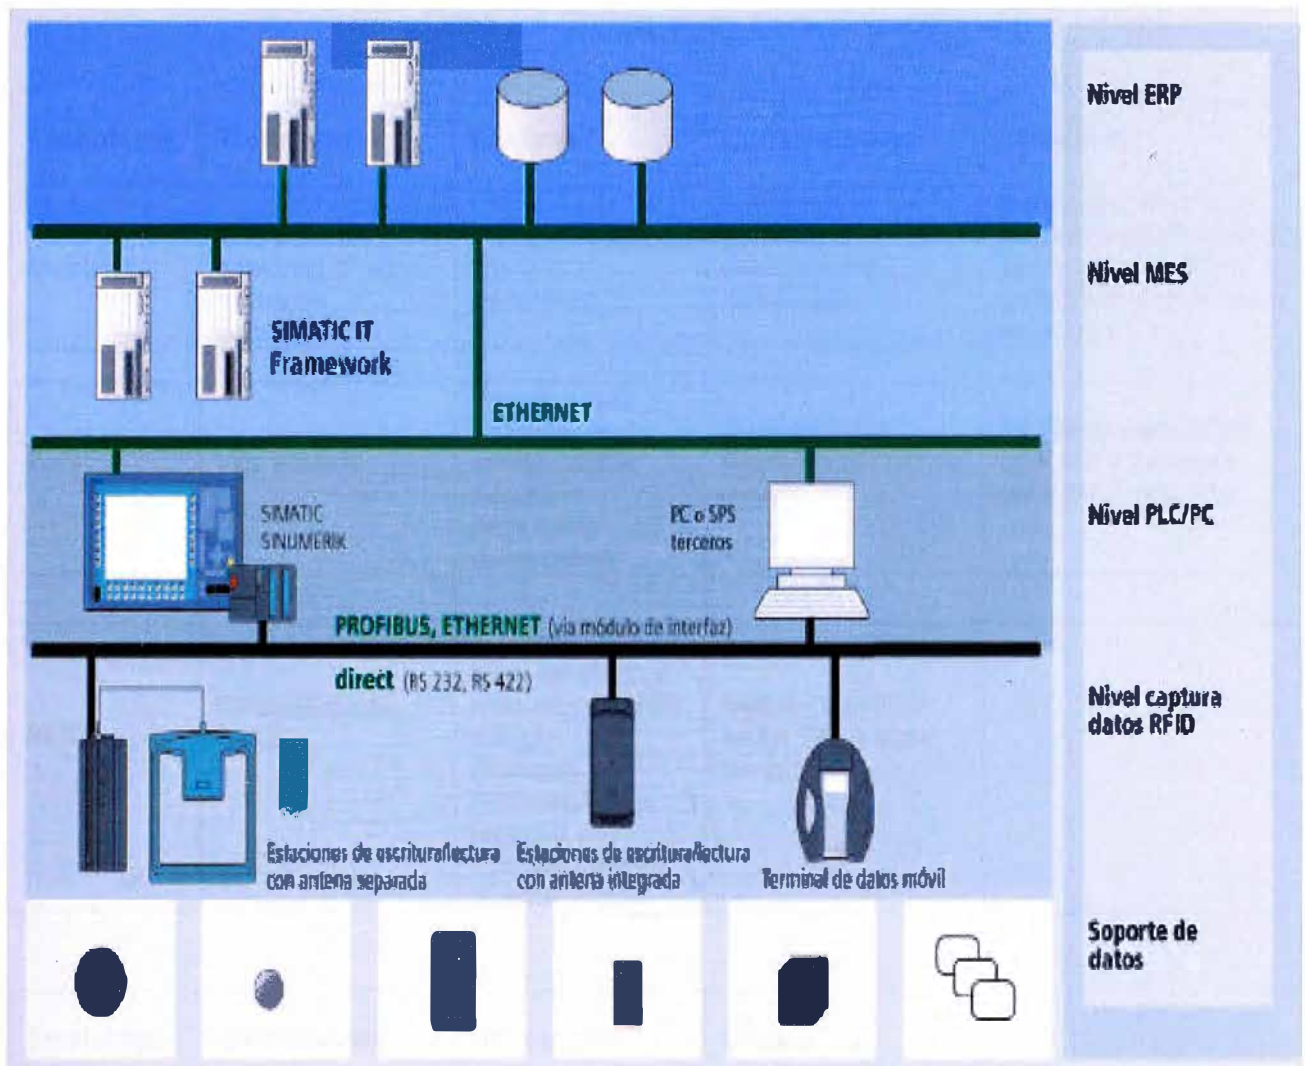 Nivel ERP
Nivel MES
SIMATIC IT
Framework
ETHERNET
SIMATIC
SINUMERIK
PC o SPS
terceros
Nivel PLC/PC
PROFIBUS, ETHERNET (via módulo de interfaz)
direct (RS 232, RS 422)
Nivel captura
datos RFID
Estaciones de escritura/lectura
con antena separada
Estaciones de escritura/lectura
con antena integrada
Terminal de datos móvil
Soporte de
datos